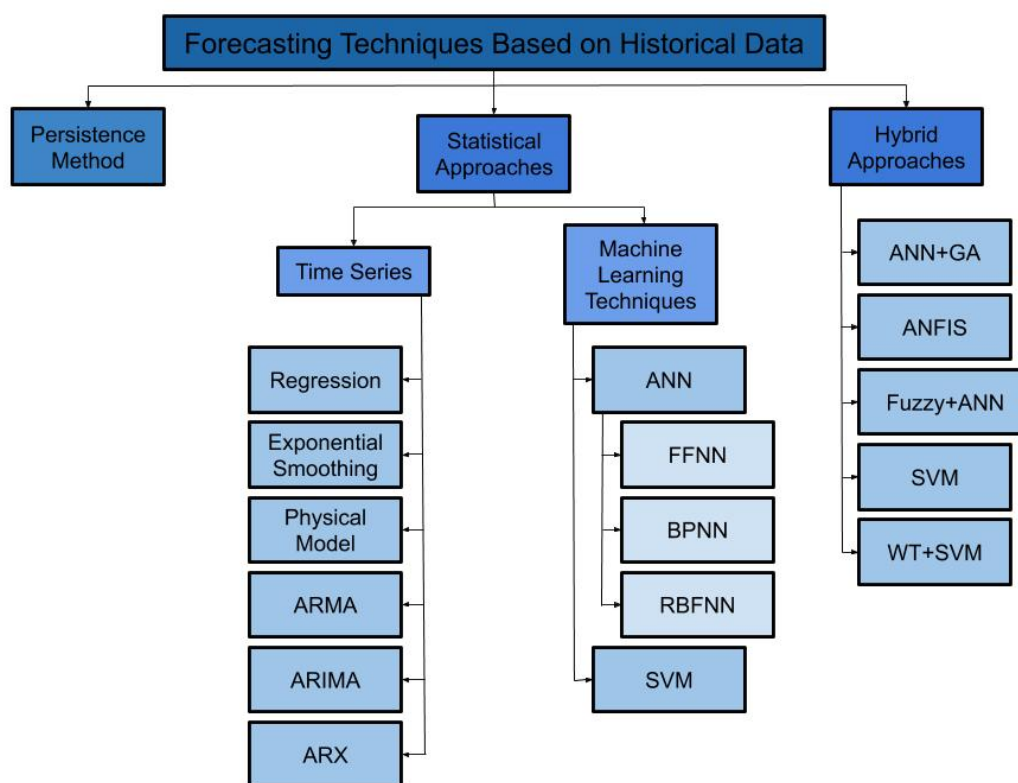 Forecasting Techniques Based on Historical Data
Persistence
Method
Statistical
Approaches
Hybrid
Approaches
Time Series
Machine
Learning
Techniques
Regression
Exponential
Smoothing
Physical
Model
ARMA
ARIMA
ARX
ANN
FFNN
BPNN
RBFNN
SVM
ANN+GA
ANFIS
Fuzzy+ANN
SVM
WT+SVM